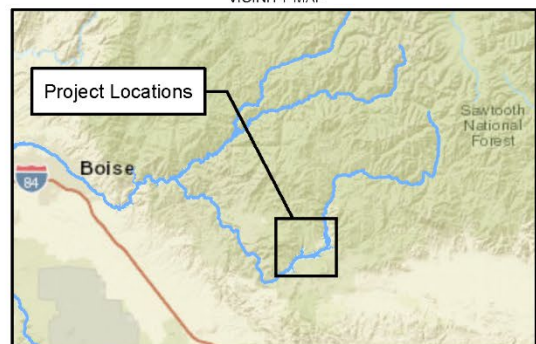 VICINITY MAP
Project Locations
Sawtooth
National
Forest
Boise
84